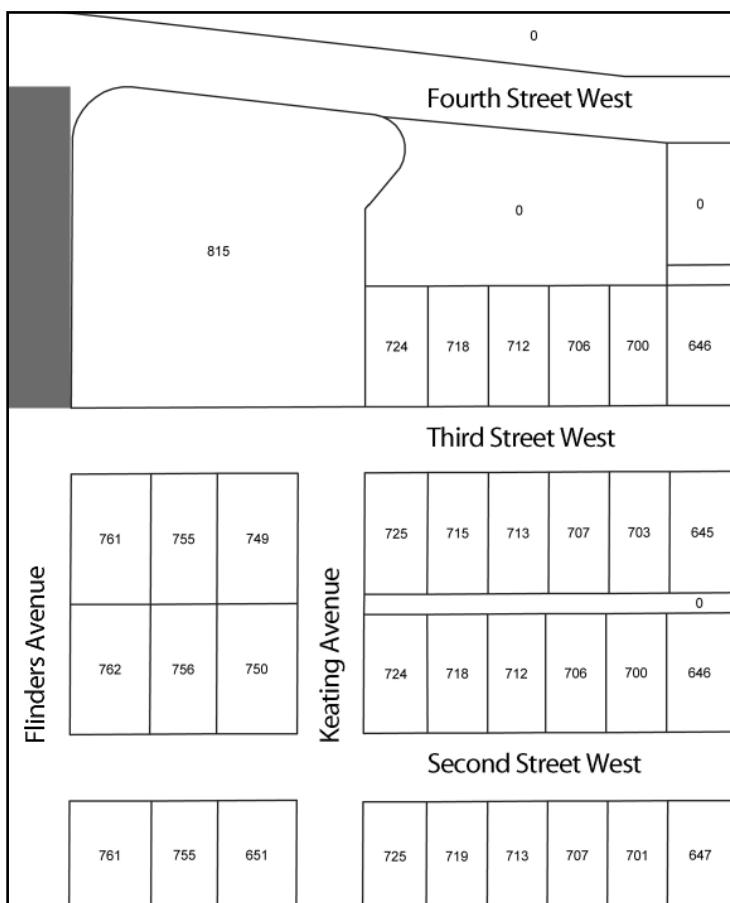 0
Fourth Street West
0
0
815
724 718 712 706 700 646
Third Street West
761 755 749
725 715 713 707 703 645
Flinders Avenue
Keating Avenue
0
762 756 750
724 718 712 706 700 646
Second Street West
761 755 651
725 719 713 707 701 647